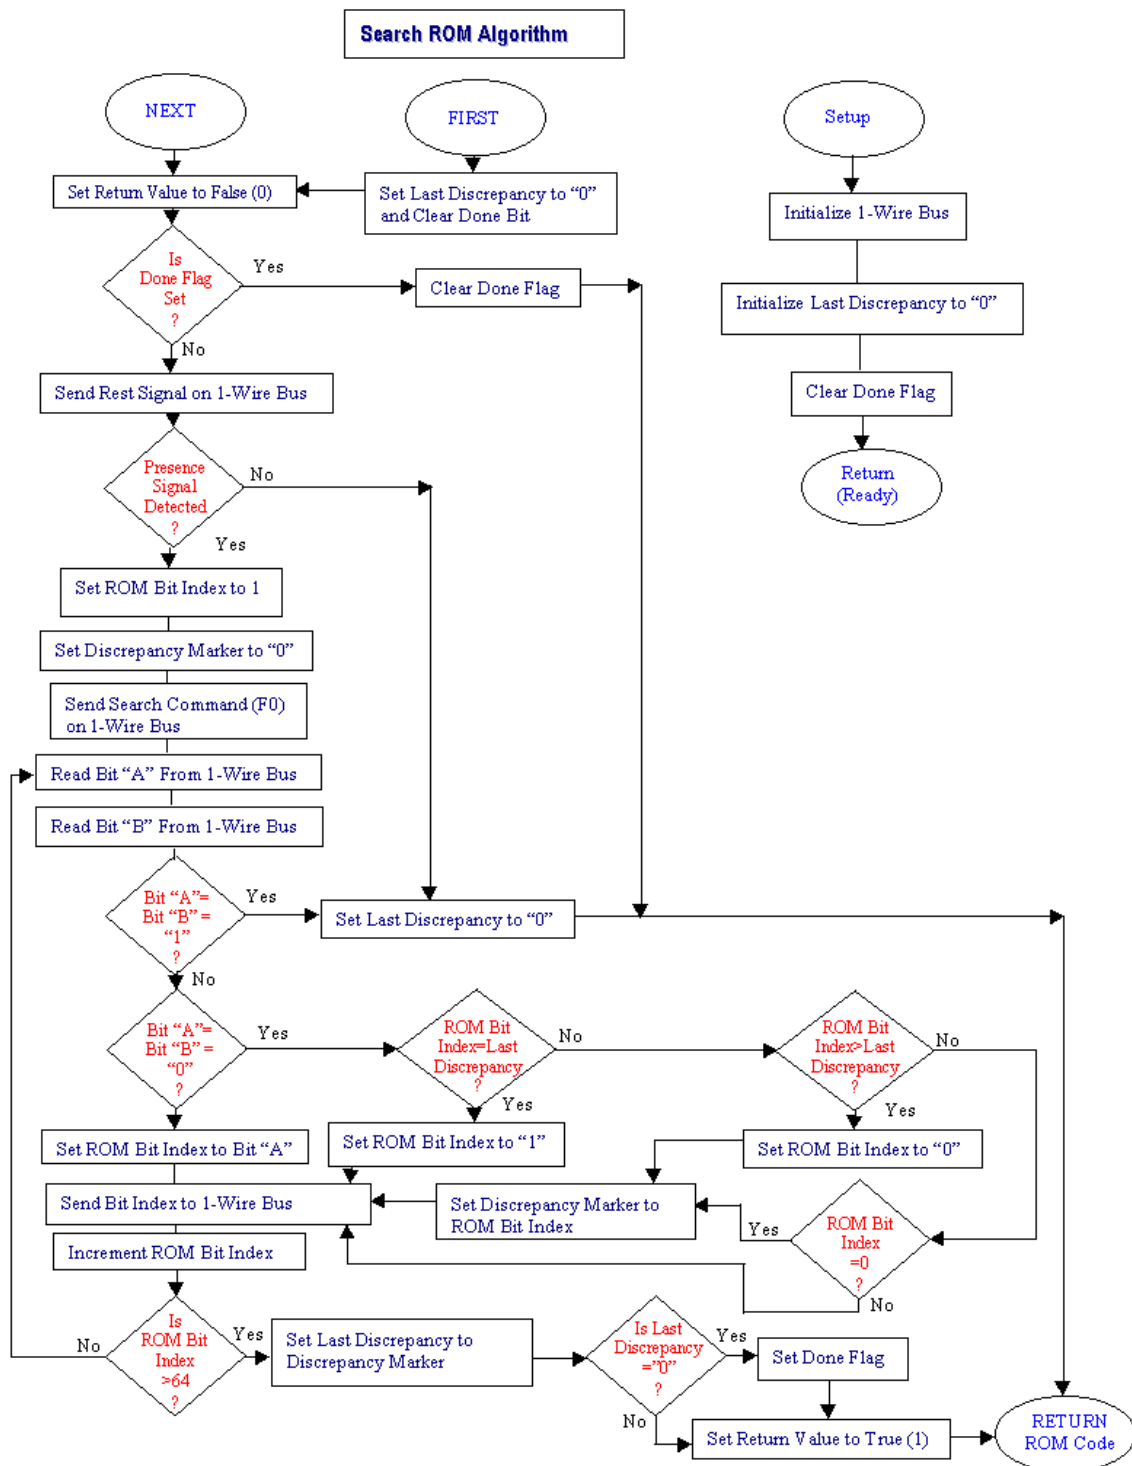 Search ROM Algorithm
NEXT
FIRST
Setup
Set Return Value to False (0)
Set Last Discrepancy to “0”
and Clear Done Bit
Initialize 1-Wire Bus
Is
Done Flag
Set
?
Yes
Clear Done Flag
Initialize Last Discrepancy to “0”
No
Send Rest Signal on 1-Wire Bus
Clear Done Flag
Presence
Signal
Detected
?
No
Yes
Return
(Ready)
Set ROM Bit Index to 1
Set Discrepancy Marker to “0”
Send Search Command (F0)
on 1-Wire Bus
Read Bit “A” From 1-Wire Bus
Read Bit “B” From 1-Wire Bus
Bit “A”=
Bit “B” =
“1”
?
Yes
Set Last Discrepancy to “0”
No
Bit “A”=
Bit “B” =
“0”
?
Yes
ROM Bit
Index=Last
Discrepancy
?
No
ROM Bit
Index>Last
Discrepancy
?
No
Yes
Yes
Set ROM Bit Index to Bit “A”
Set ROM Bit Index to “1”
Set ROM Bit Index to “0”
Send Bit Index to 1-Wire Bus
Set Discrepancy Marker to
ROM Bit Index
Yes
ROM Bit
Index
=0
?
No
Increment ROM Bit Index
Is
ROM Bit
Index
>64
?
No
Yes
Set Last Discrepancy to
Discrepancy Marker
Is Last
Discrepancy
=”0”
?
Yes
Set Done Flag
No
Set Return Value to True (1)
RETURN
ROM Code